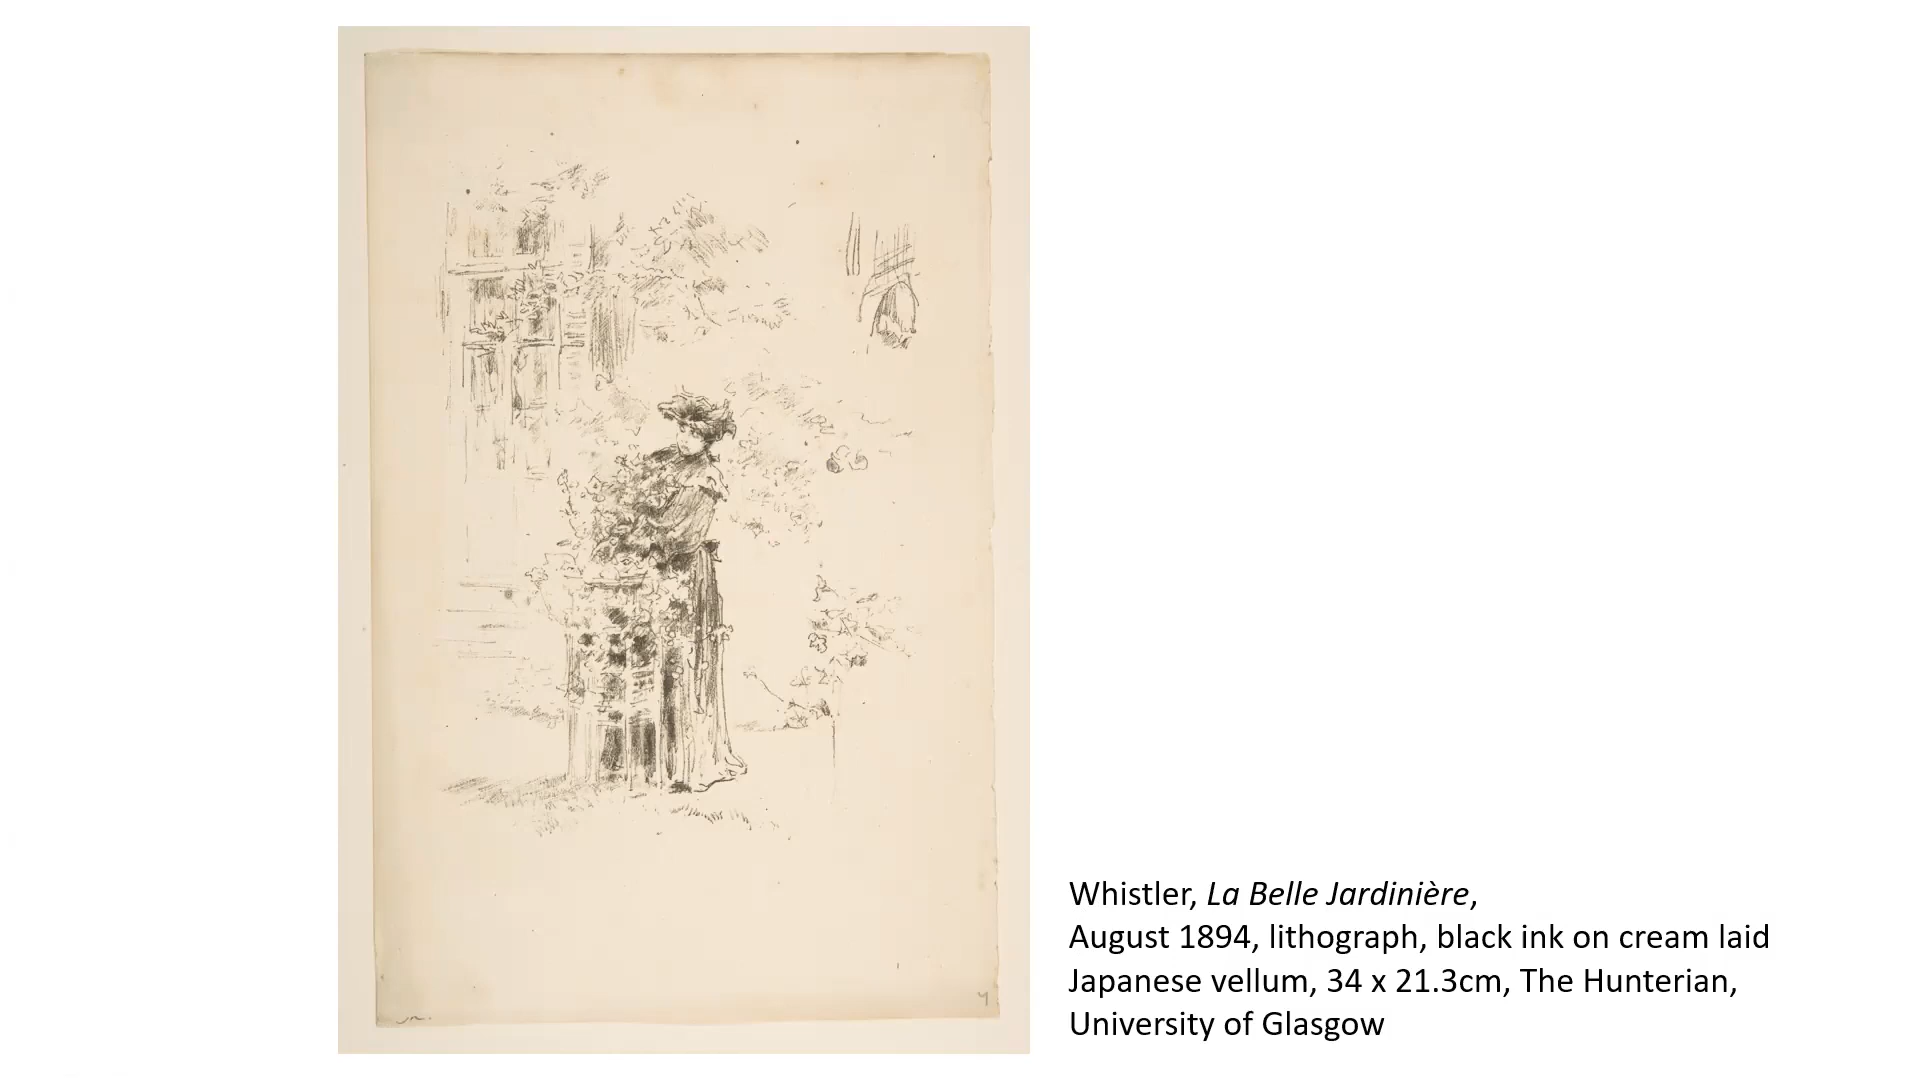 Whistler, La Belle Jardinière,
August 1894, lithograph, black ink on cream laid
Japanese vellum, 34 x 21.3cm, The Hunterian,
University of Glasgow